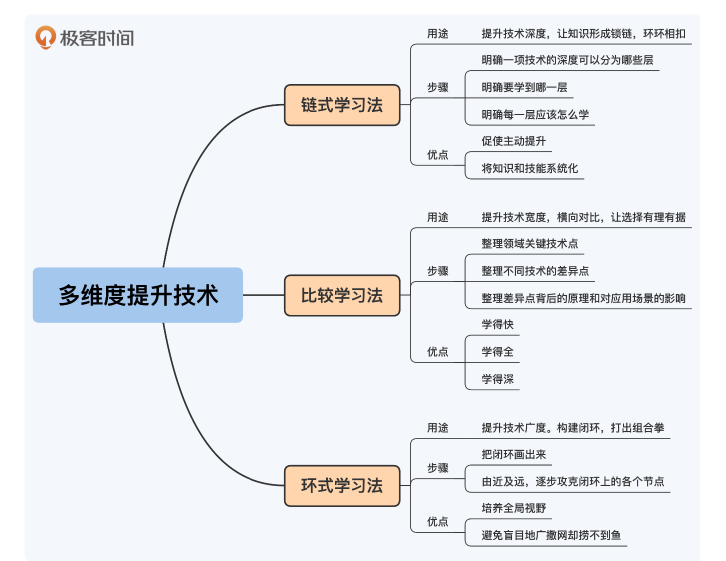 极客时间
多维度提升技术
链式学习法
用途
提升技术深度，让知识形成锁链，环环相扣
步骤
明确一项技术的深度可以分为哪些层
明确要学到哪一层
明确每一层应该怎么学
优点
促使主动提升
将知识和技能系统化
比较学习法
用途
提升技术宽度，横向对比，让选择有理有据
步骤
整理领域关键技术点
整理不同技术的差异点
整理差异点背后的原理和对应用场景的影响
优点
学得快
学得全
学得深
环式学习法
用途
提升技术广度。构建闭环，打出组合拳
步骤
把闭环画出来
由近及远，逐步攻克闭环上的各个节点
优点
培养全局视野
避免盲目地广撒网却捞不到鱼